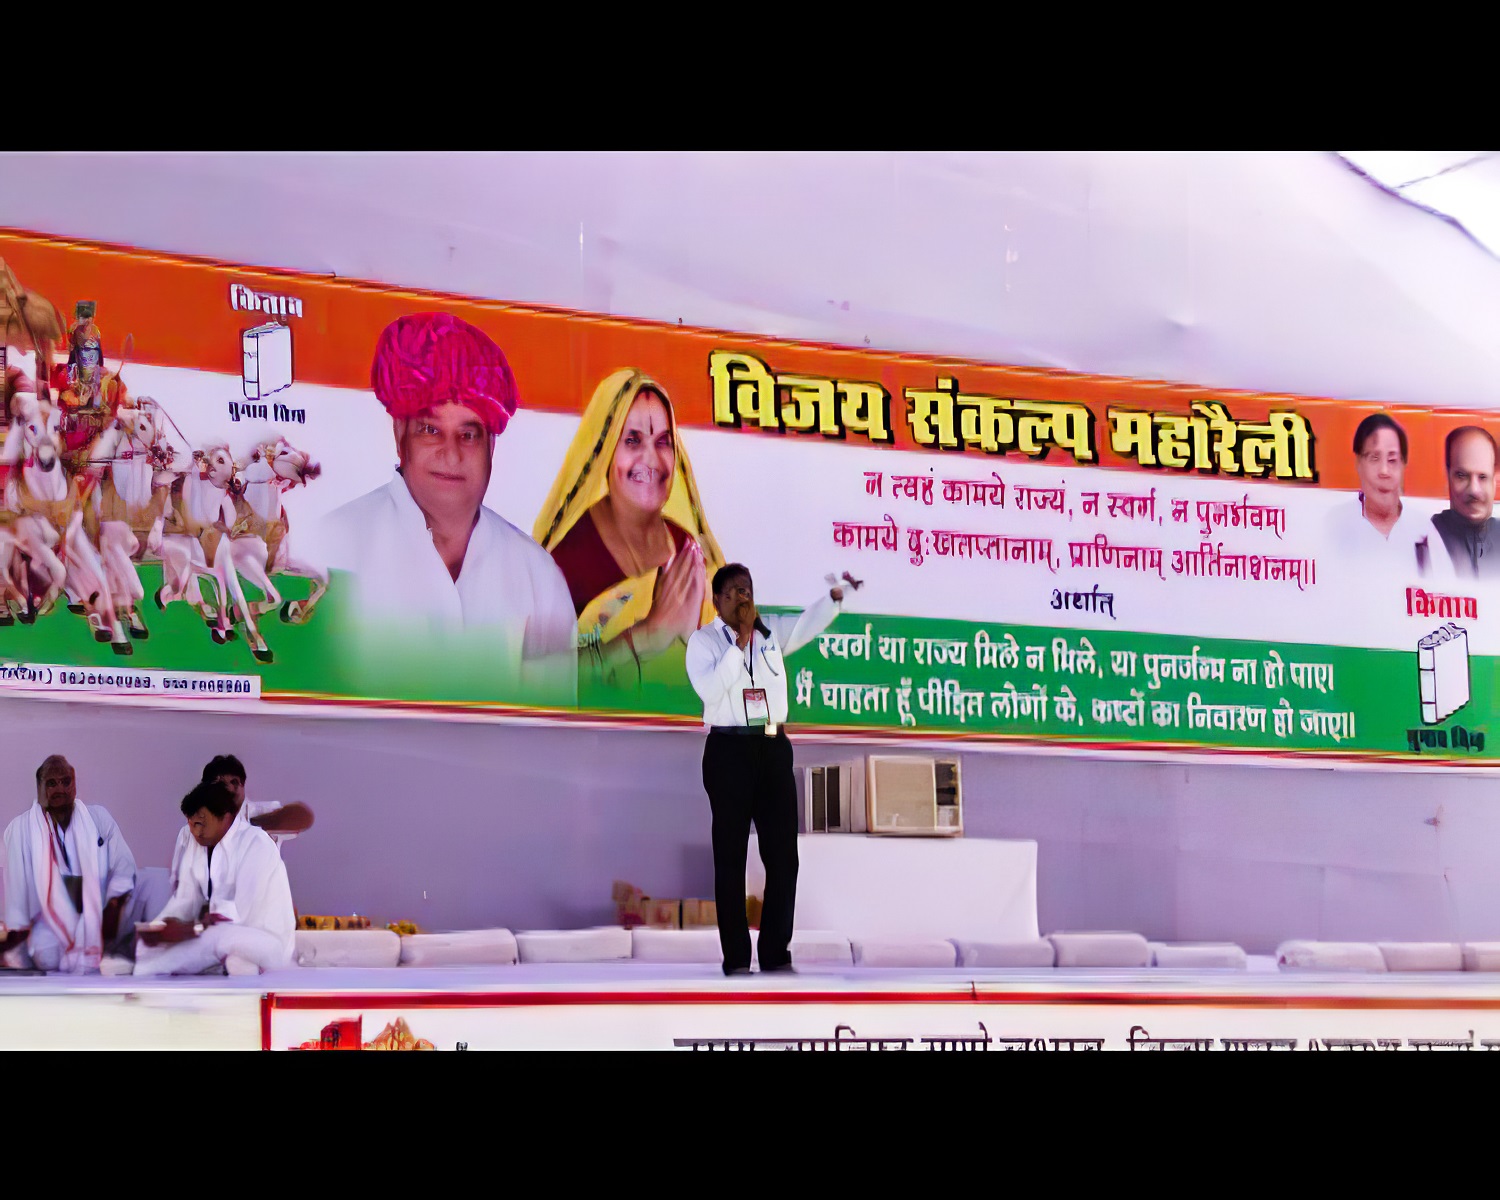 किताब
चुनाव चिन्ह
विजय संकल्प महारैली
न त्वहं कामये राज्यं, न स्वर्गं, न पुनर्भवम्।
कामये दुःखतप्तानाम्, प्राणिनाम् आर्तिनाशनम्।।
अर्थात्
स्वर्ग या राज्य मिले न मिले, या पुनर्जन्म ना हो पाए।
मैं चाहता हूँ पीड़ित लोगों के, कष्टों का निवारण हो जाए।।
किताब
चुनाव चिन्ह